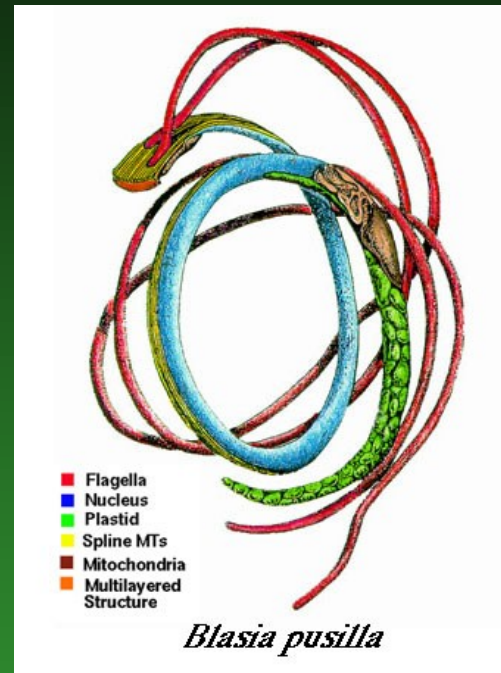 Flagella
Nucleus
Plastid
Spline MTs
Mitochondria
Multilayered
Structure
Blasia pusilla